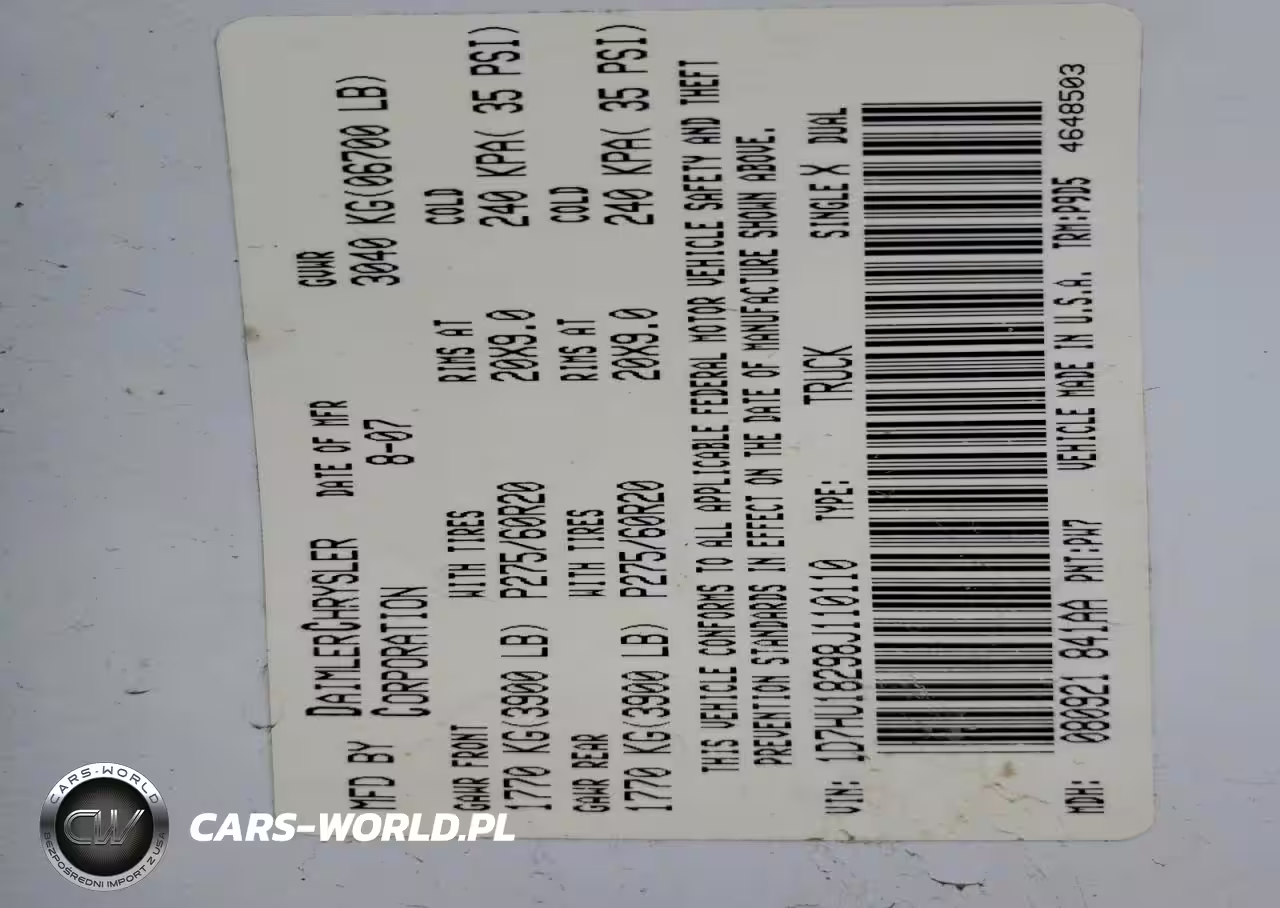 MFD BY DAIMLERCHRYSLER DATE OF MFR GVWR
CORPORATION 8-07 3040 KG(06700 LB)
GAWR FRONT WITH TIRES RIMS AT COLD
1770 KG(3900 LB) P275/60R20 20X9.0 240 KPA( 35 PSI)
GAWR REAR WITH TIRES RIMS AT COLD
1770 KG(3900 LB) P275/60R20 20X9.0 240 KPA( 35 PSI)
THIS VEHICLE CONFORMS TO ALL APPLICABLE FEDERAL MOTOR VEHICLE SAFETY AND THEFT
PREVENTION STANDARDS IN EFFECT ON THE DATE OF MANUFACTURE SHOWN ABOVE.
VIN: 1D7HU18298J110110 TYPE: TRUCK SINGLE X DUAL
MDH: 080921 841AA PNT:PW7 VEHICLE MADE IN U.S.A. TRM:P9D5 4648503
CARS-WORLD
CW
BEZPOŚREDNI IMPORT Z USA
CARS-WORLD.PL